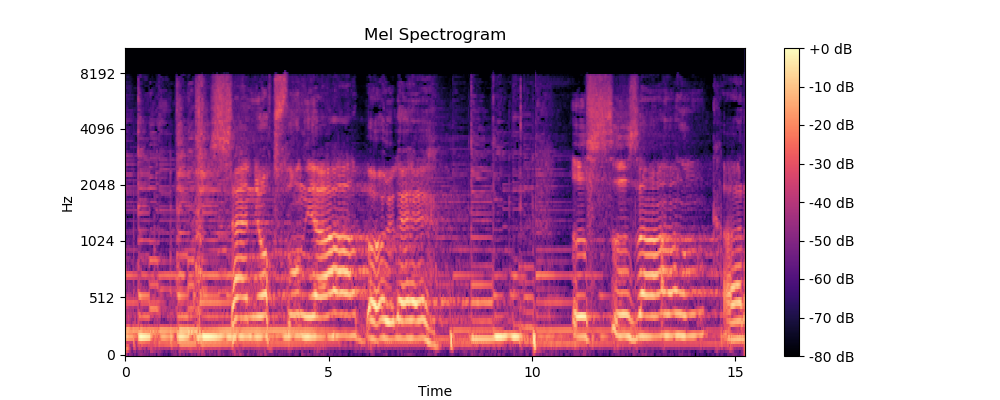 Mel Spectrogram
Hz
8192
4096
2048
1024
512
0
0 5 10 15
Time
+0 dB
-10 dB
-20 dB
-30 dB
-40 dB
-50 dB
-60 dB
-70 dB
-80 dB